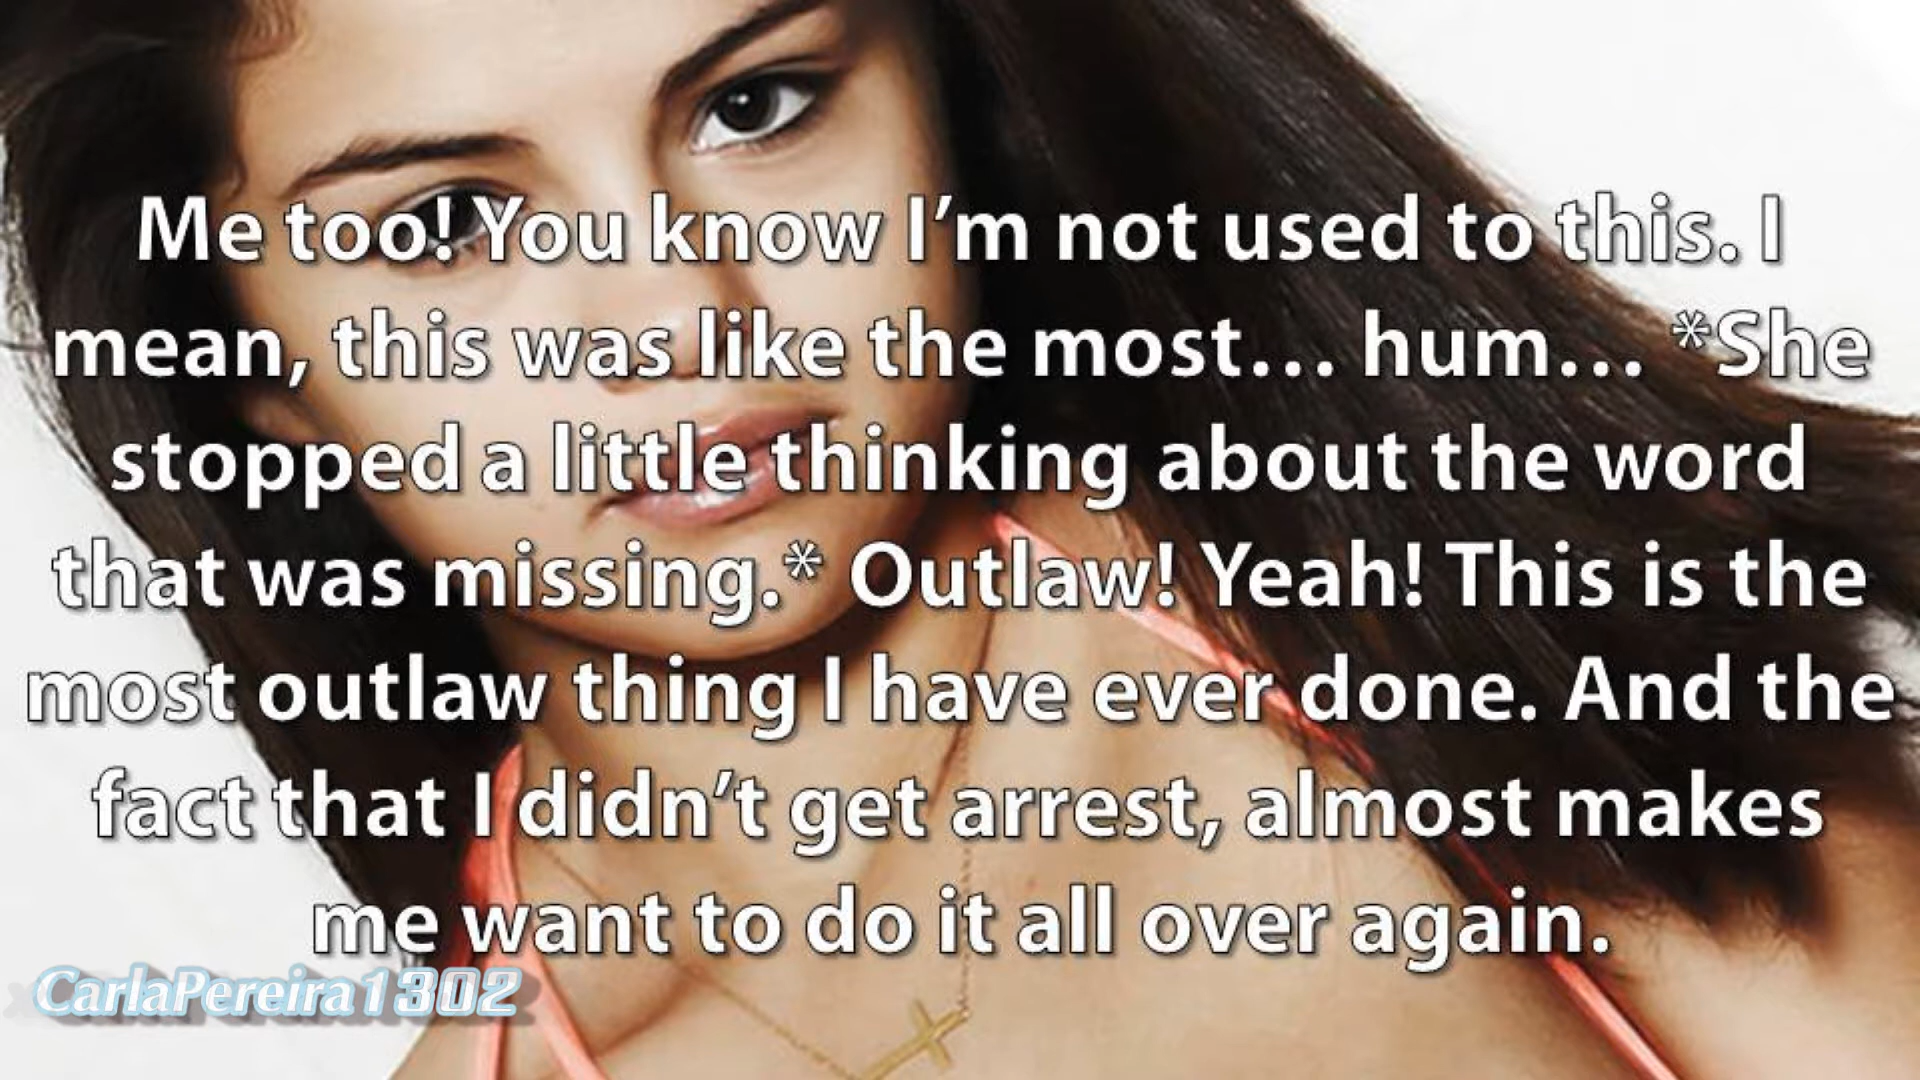 Me too! You know I’m not used to this. I
mean, this was like the most… hum… *She
stopped a little thinking about the word
that was missing.* Outlaw! Yeah! This is the
most outlaw thing I have ever done. And the
fact that I didn’t get arrest, almost makes
me want to do it all over again.
CarlaPereira1302